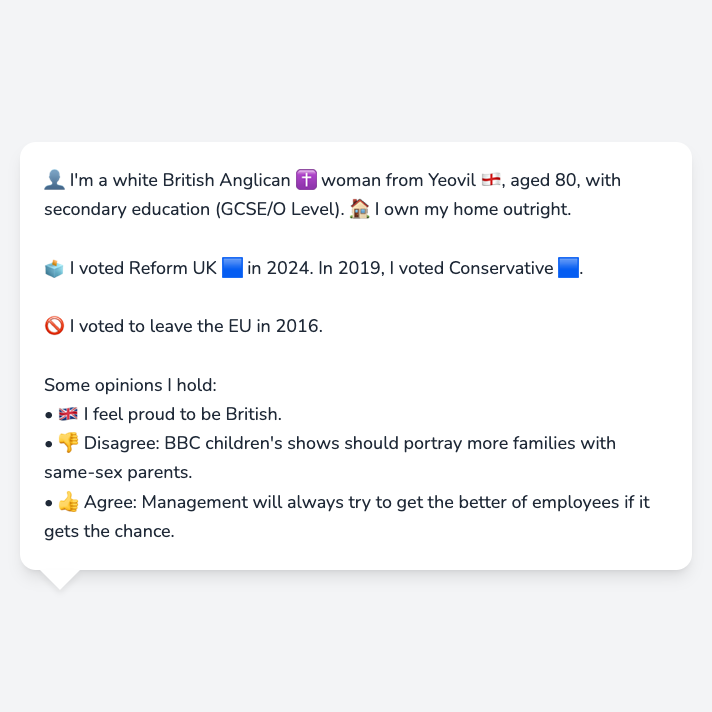 👤 I'm a white British Anglican ✝️ woman from Yeovil 🏴󠁧󠁢󠁥󠁮󠁧󠁿, aged 80, with
secondary education (GCSE/O Level). 🏠 I own my home outright.
🗳️ I voted Reform UK 🟦 in 2024. In 2019, I voted Conservative 🟦.
🚫 I voted to leave the EU in 2016.
Some opinions I hold:
• 🇬🇧 I feel proud to be British.
• 👎 Disagree: BBC children's shows should portray more families with
same-sex parents.
• 👍 Agree: Management will always try to get the better of employees if it
gets the chance.